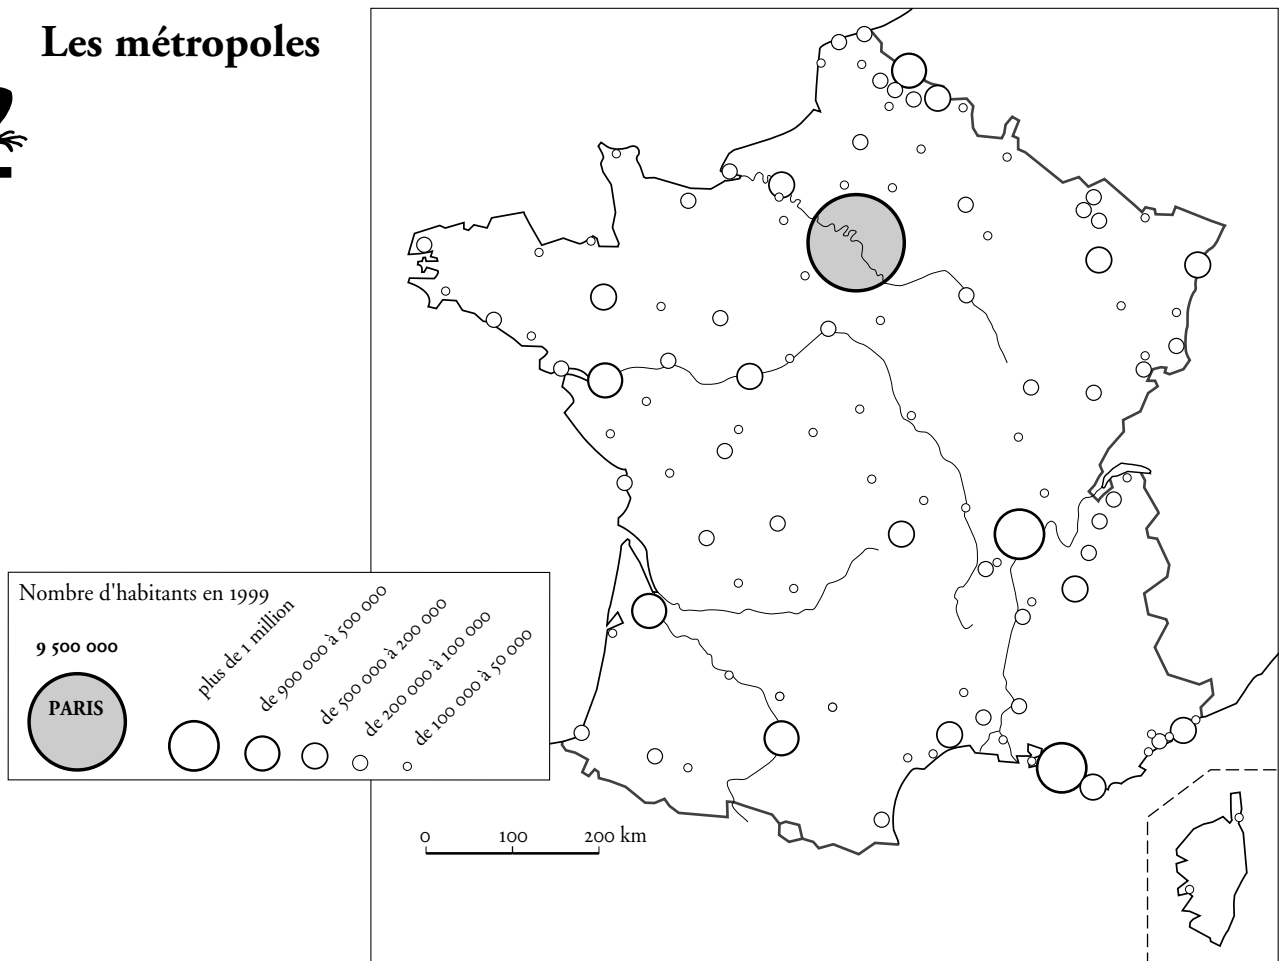 Les métropoles
Nombre d'habitants en 1999
9 500 000
PARIS
plus de 1 million
de 900 000 à 500 000
de 500 000 à 200 000
de 200 000 à 100 000
de 100 000 à 50 000
0 100 200 km